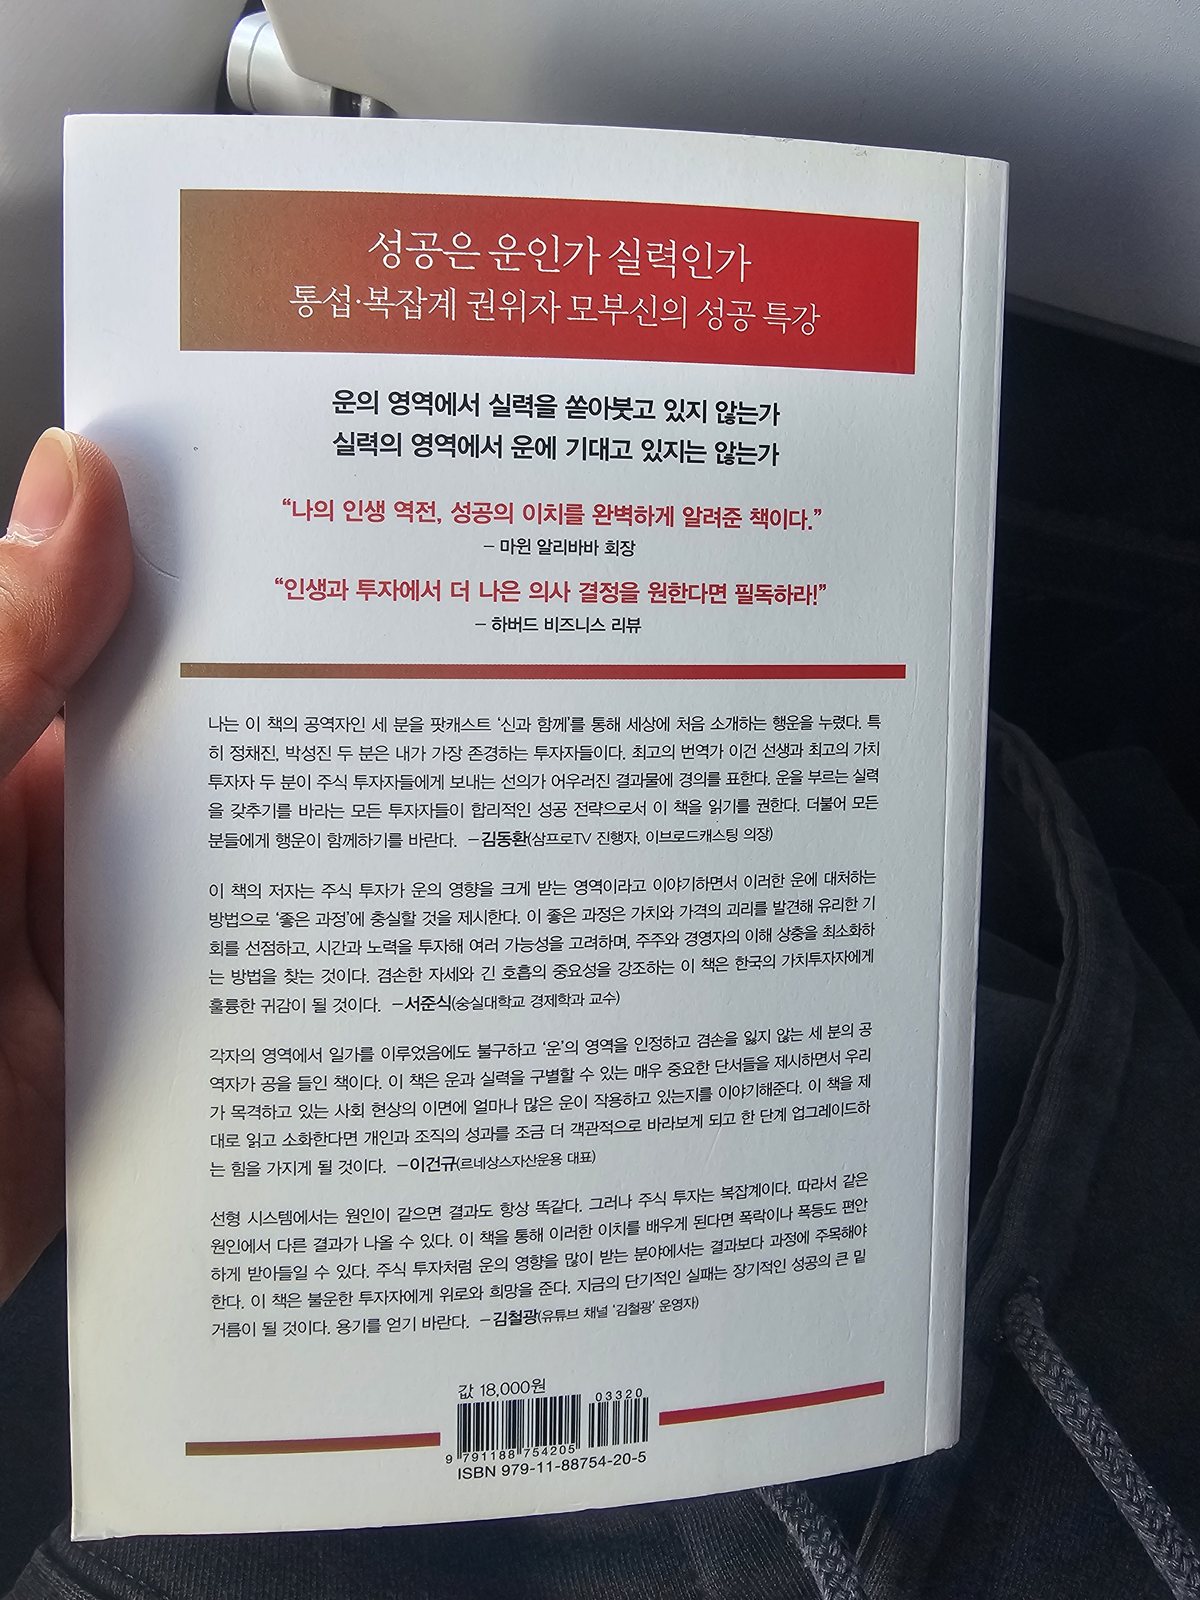 성공은 운인가 실력인가
통섭·복잡계 권위자 모부신의 성공 특강
운의 영역에서 실력을 쏟아붓고 있지 않는가
실력의 영역에서 운에 기대고 있지는 않는가
“나의 인생 역전, 성공의 이치를 완벽하게 알려준 책이다.”
– 마윈 알리바바 회장
“인생과 투자에서 더 나은 의사 결정을 원한다면 필독하라!”
– 하버드 비즈니스 리뷰
나는 이 책의 공역자인 세 분을 팟캐스트 ‘신과 함께’를 통해 세상에 처음 소개하는 행운을 누렸다. 특
히 정채진, 박성진 두 분은 내가 가장 존경하는 투자자들이다. 최고의 번역가 이건 선생과 최고의 가치
투자자 두 분이 주식 투자자들에게 보내는 선의가 어우러진 결과물에 경의를 표한다. 운을 부르는 실력
을 갖추기를 바라는 모든 투자자들이 합리적인 성공 전략으로서 이 책을 읽기를 권한다. 더불어 모든
분들에게 행운이 함께하기를 바란다. –김동환(삼프로TV 진행자, 이브로드캐스팅 의장)
이 책의 저자는 주식 투자가 운의 영향을 크게 받는 영역이라고 이야기하면서 이러한 운에 대처하는
방법으로 ‘좋은 과정’에 충실할 것을 제시한다. 이 좋은 과정은 가치와 가격의 괴리를 발견해 유리한 기
회를 선점하고, 시간과 노력을 투자해 여러 가능성을 고려하며, 주주와 경영자의 이해 상충을 최소화하
는 방법을 찾는 것이다. 겸손한 자세와 긴 호흡의 중요성을 강조하는 이 책은 한국의 가치투자자에게
훌륭한 귀감이 될 것이다. –서준식(숭실대학교 경제학과 교수)
각자의 영역에서 일가를 이루었음에도 불구하고 ‘운’의 영역을 인정하고 겸손을 잃지 않는 세 분의 공
역자가 공을 들인 책이다. 이 책은 운과 실력을 구별할 수 있는 매우 중요한 단서들을 제시하면서 우리
가 목격하고 있는 사회 현상의 이면에 얼마나 많은 운이 작용하고 있는지를 이야기해준다. 이 책을 제
대로 읽고 소화한다면 개인과 조직의 성과를 조금 더 객관적으로 바라보게 되고 한 단계 업그레이드하
는 힘을 가지게 될 것이다. –이건규(르네상스자산운용 대표)
선형 시스템에서는 원인이 같으면 결과도 항상 똑같다. 그러나 주식 투자는 복잡계이다. 따라서 같은
원인에서 다른 결과가 나올 수 있다. 이 책을 통해 이러한 이치를 배우게 된다면 폭락이나 폭등도 편안
하게 받아들일 수 있다. 주식 투자처럼 운의 영향을 많이 받는 분야에서는 결과보다 과정에 주목해야
한다. 이 책은 불운한 투자자에게 위로와 희망을 준다. 지금의 단기적인 실패는 장기적인 성공의 큰 밑
거름이 될 것이다. 용기를 얻기 바란다. –김철광(유튜브 채널 ‘김철광’ 운영자)
값 18,000원
03320
9 791188 754205
ISBN 979-11-88754-20-5